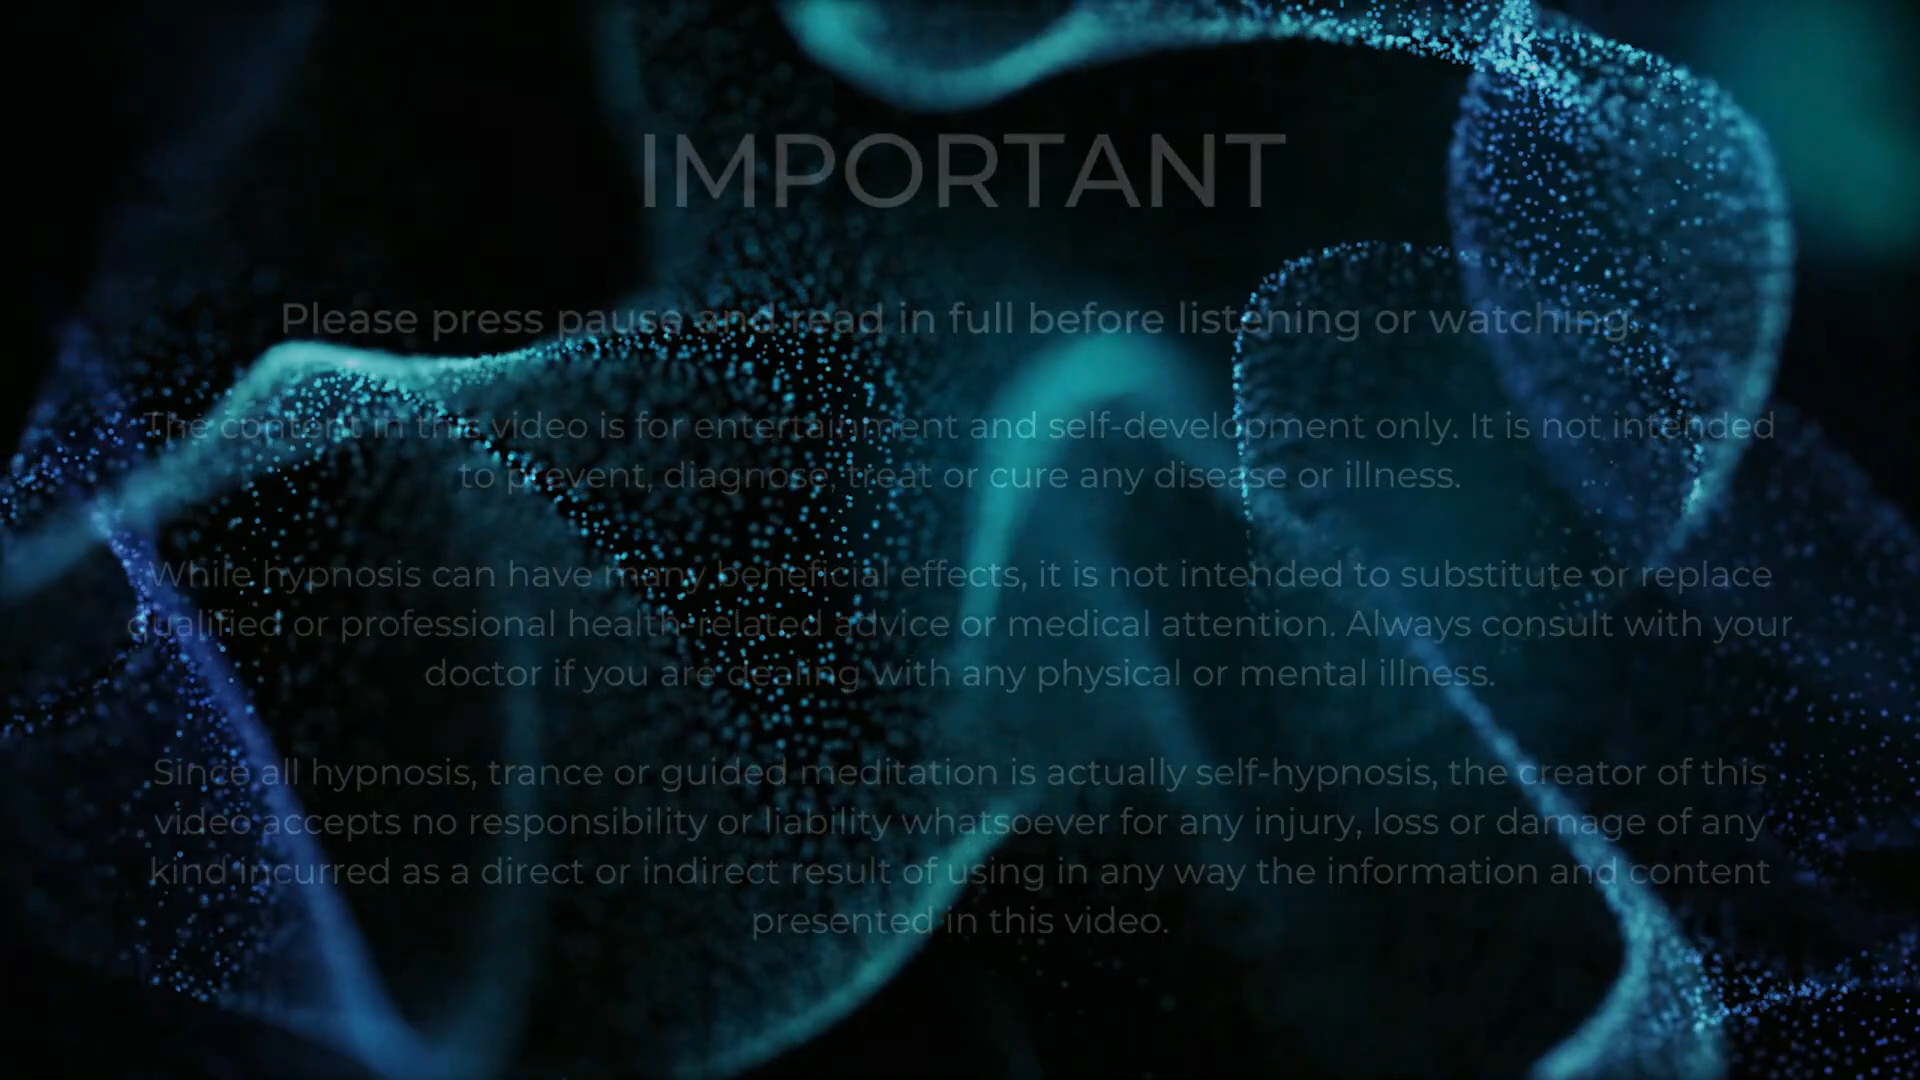 IMPORTANT
Please press pause and read in full before listening or watching.
The content in this video is for entertainment and self-development only. It is not intended
to prevent, diagnose, treat or cure any disease or illness.
While hypnosis can have many beneficial effects, it is not intended to substitute or replace
qualified or professional health related advice or medical attention. Always consult with your
doctor if you are dealing with any physical or mental illness.
Since all hypnosis, trance or guided meditation is actually self-hypnosis, the creator of this
video accepts no responsibility or liability whatsoever for any injury, loss or damage of any
kind incurred as a direct or indirect result of using in any way the information and content
presented in this video.